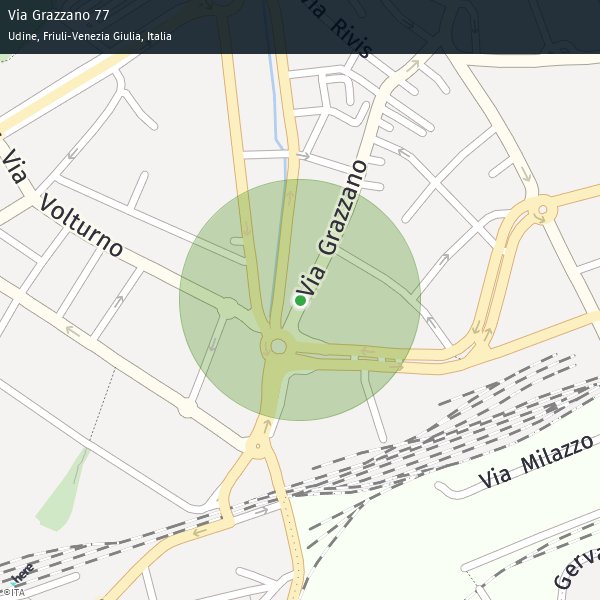 Via Grazzano 77
Udine, Friuli-Venezia Giulia, Italia
Via Rivis
Via Volturno
Via Grazzano
Via Milazzo
Gerva
here
©ITA